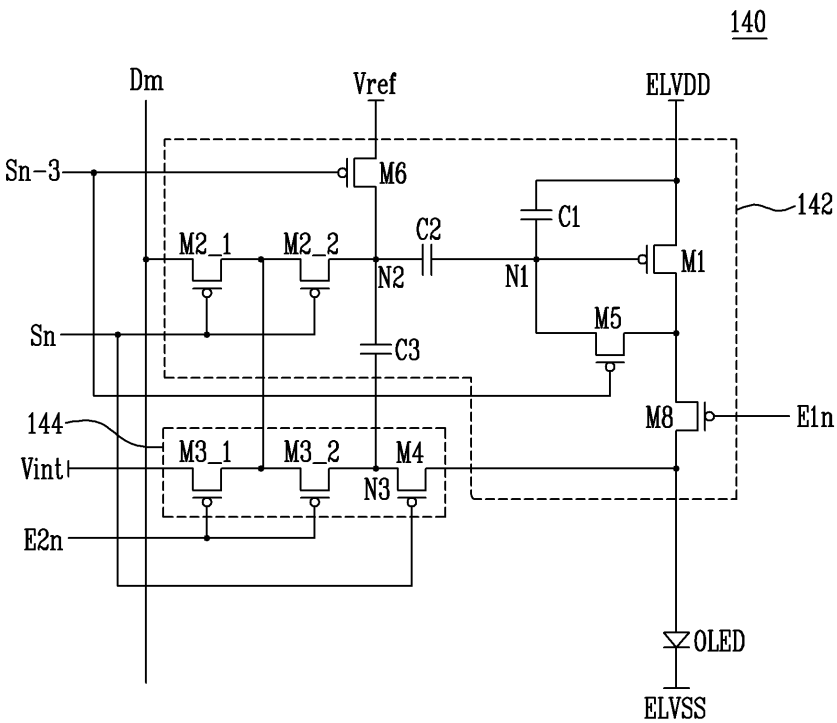 140
Dm
Vref
ELVDD
Sn-3
M6
142
C1
M2_1
M2_2
C2
N2
N1
M1
Sn
M5
C3
144
M8
E1n
M3_1
M3_2
M4
Vint
N3
E2n
OLED
ELVSS